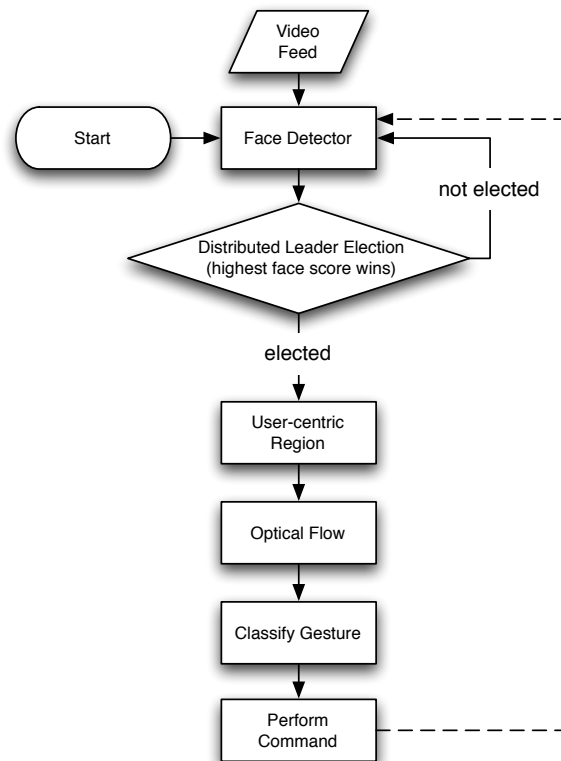 Video
Feed
Start
Face Detector
not elected
Distributed Leader Election
(highest face score wins)
elected
User-centric
Region
Optical Flow
Classify Gesture
Perform
Command